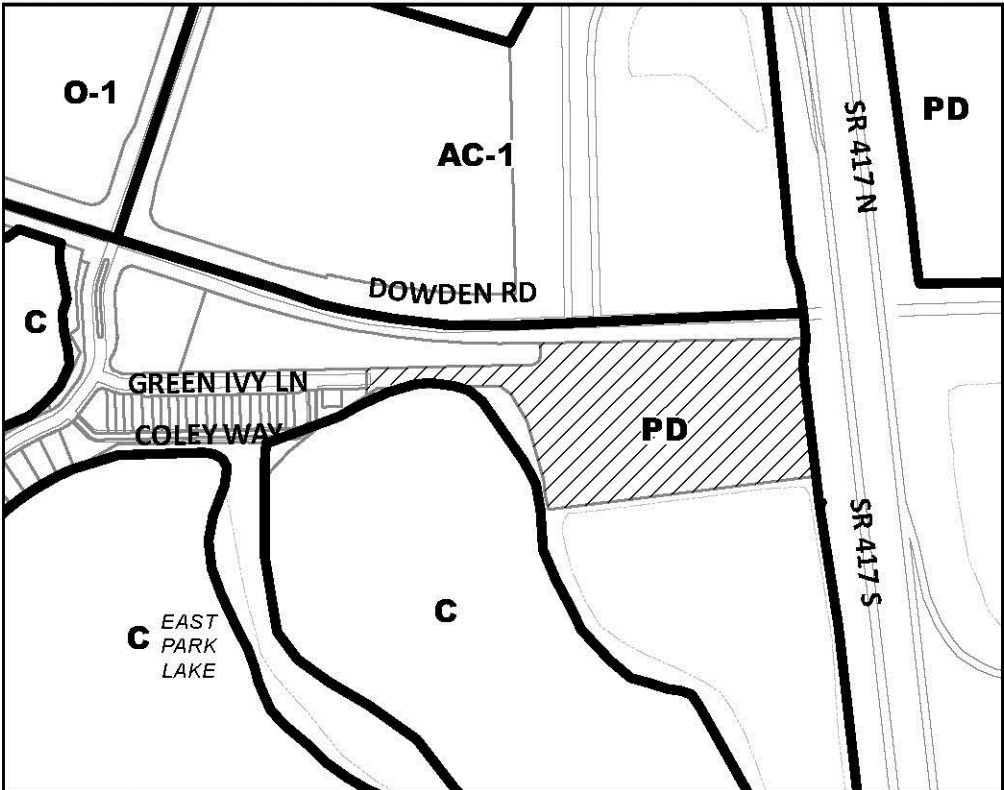 O-1
PD
AC-1
SR 417 N
DOWDEN RD
C
GREEN IVY LN
COLEY WAY
PD
SR 417 S
C
C
EAST
PARK
LAKE